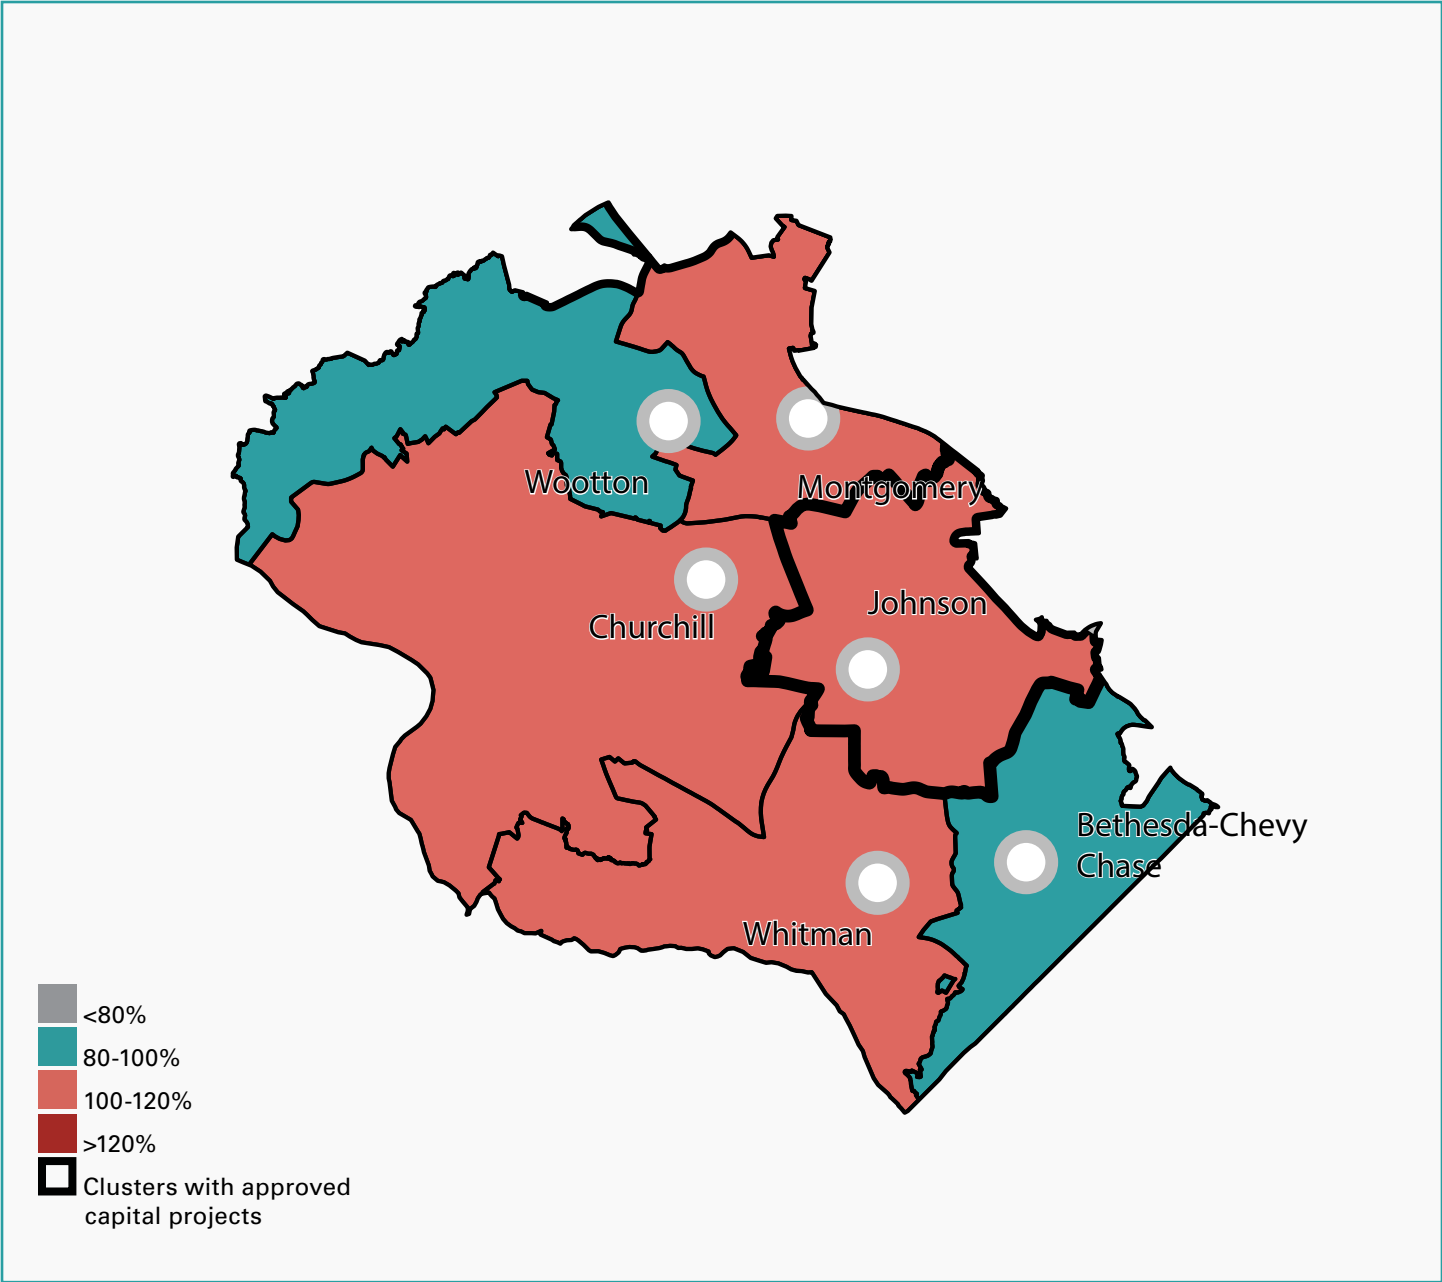 Wootton
Montgomery
Johnson
Churchill
Bethesda-Chevy
Chase
Whitman
<80%
80-100%
100-120%
>120%
Clusters with approved
capital projects